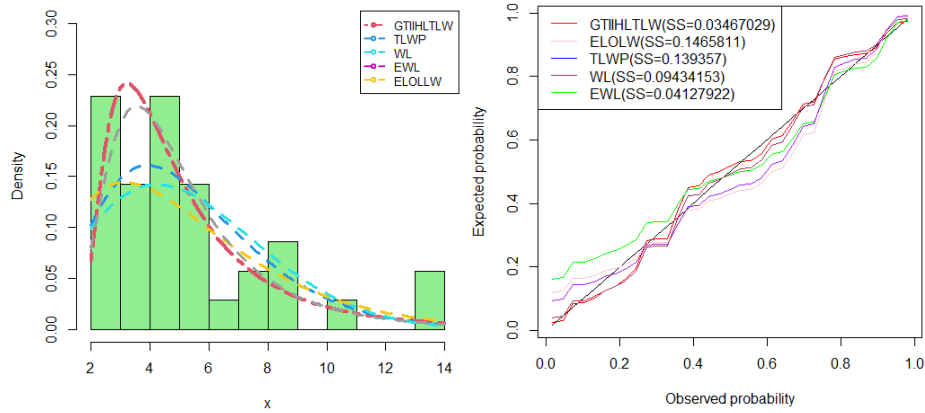 GTIIHLTLW
TLWP
WL
EWL
ELOLLW
0.30
0.25
0.20
0.15
0.10
0.05
0.00
Density
2 4 6 8 10 12 14
x
GTIIHLTLW(SS=0.03467029)
ELOLW(SS=0.1465811)
TLWP(SS=0.139357)
WL(SS=0.09434153)
EWL(SS=0.04127922)
1.0
0.8
0.6
0.4
0.2
0.0
Expected probability
0.0 0.2 0.4 0.6 0.8 1.0
Observed probability